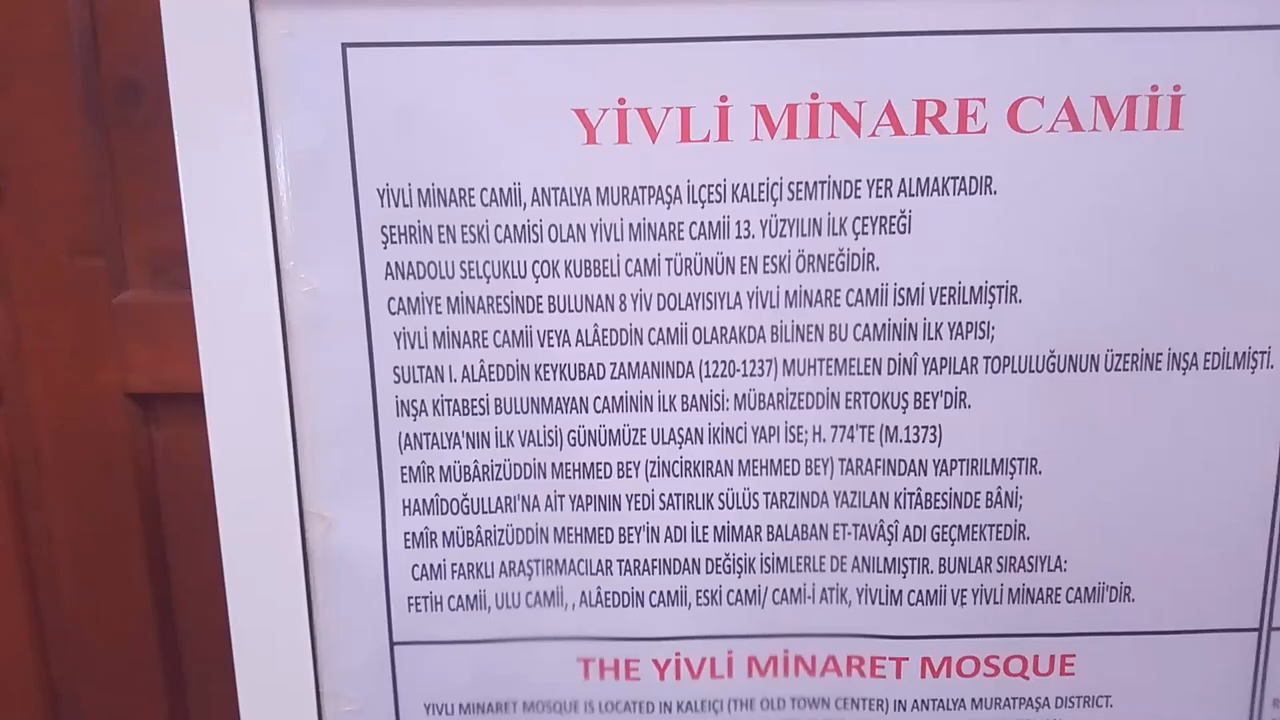 YİVLİ MİNARE CAMİİ
YİVLİ MİNARE CAMİİ, ANTALYA MURATPAŞA İLÇESİ KALEİÇİ SEMTİNDE YER ALMAKTADIR.
ŞEHRİN EN ESKİ CAMİSİ OLAN YİVLİ MİNARE CAMİİ 13. YÜZYILIN İLK ÇEYREĞİ
ANADOLU SELÇUKLU ÇOK KUBBELİ CAMİ TÜRÜNÜN EN ESKİ ÖRNEĞİDİR.
CAMİYE MİNARESİNDE BULUNAN 8 YİV DOLAYISIYLA YİVLİ MİNARE CAMİİ İSMİ VERİLMİŞTİR.
YİVLİ MİNARE CAMİİ VEYA ALÂEDDİN CAMİİ OLARAKDA BİLİNEN BU CAMİNİN İLK YAPISI;
SULTAN I. ALÂEDDİN KEYKUBAD ZAMANINDA (1220-1237) MUHTEMELEN DİNÎ YAPILAR TOPLULUĞUNUN ÜZERİNE İNŞA EDİLMİŞTİ.
İNŞA KİTABESİ BULUNMAYAN CAMİNİN İLK BANİSİ: MÜBARİZEDDİN ERTOKUŞ BEY'DİR.
(ANTALYA'NIN İLK VALİSİ) GÜNÜMÜZE ULAŞAN İKİNCİ YAPI İSE; H. 774'TE (M.1373)
EMÎR MÜBÂRİZÜDDİN MEHMED BEY (ZİNCİRKIRAN MEHMED BEY) TARAFINDAN YAPTIRILMIŞTIR.
HAMÎDOĞULLARI'NA AİT YAPININ YEDİ SATIRLIK SÜLÜS TARZINDA YAZILAN KİTÂBESİNDE BÂNİ;
EMÎR MÜBÂRİZÜDDİN MEHMED BEY'İN ADI İLE MİMAR BALABAN ET-TAVÂŞÎ ADI GEÇMEKTEDİR.
CAMİ FARKLI ARAŞTIRMACILAR TARAFINDAN DEĞİŞİK İSİMLERLE DE ANILMIŞTIR. BUNLAR SIRASIYLA:
FETİH CAMİİ, ULU CAMİİ, , ALÂEDDİN CAMİİ, ESKİ CAMİ/ CAMİ-İ ATİK, YİVLİM CAMİİ VE YİVLİ MİNARE CAMİİ'DİR.
THE YİVLİ MİNARET MOSQUE
YIVLI MINARET MOSQUE IS LOCATED IN KALEIÇI (THE OLD TOWN CENTER) IN ANTALYA MURATPAŞA DISTRICT.